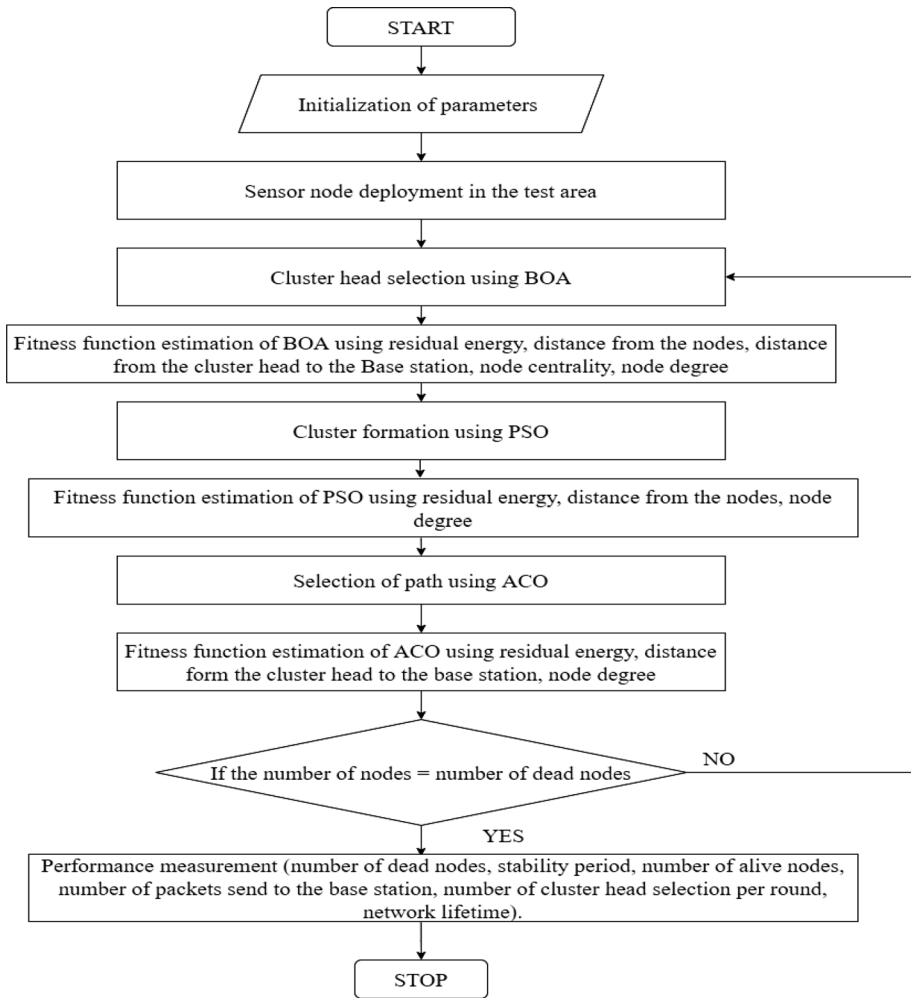 START
Initialization of parameters
Sensor node deployment in the test area
Cluster head selection using BOA
Fitness function estimation of BOA using residual energy, distance from the nodes, distance
from the cluster head to the Base station, node centrality, node degree
Cluster formation using PSO
Fitness function estimation of PSO using residual energy, distance from the nodes, node
degree
Selection of path using ACO
Fitness function estimation of ACO using residual energy, distance
form the cluster head to the base station, node degree
If the number of nodes = number of dead nodes
NO
YES
Performance measurement (number of dead nodes, stability period, number of alive nodes,
number of packets send to the base station, number of cluster head selection per round,
network lifetime).
STOP